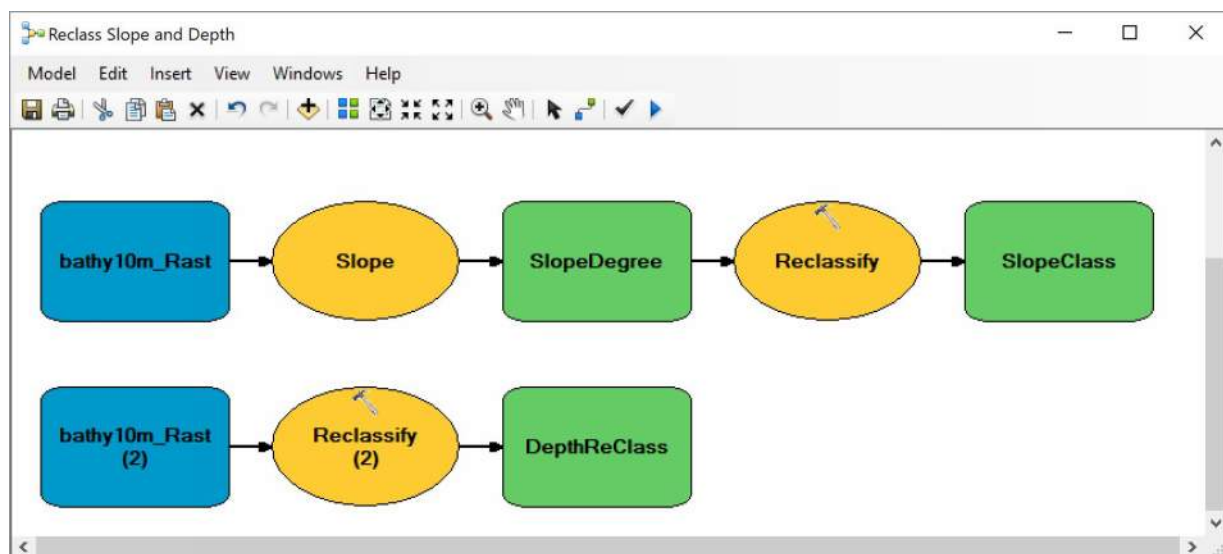 Reclass Slope and Depth
Model Edit Insert View Windows Help
bathy10m_Rast
Slope
SlopeDegree
Reclassify
SlopeClass
bathy10m_Rast
(2)
Reclassify
(2)
DepthReClass